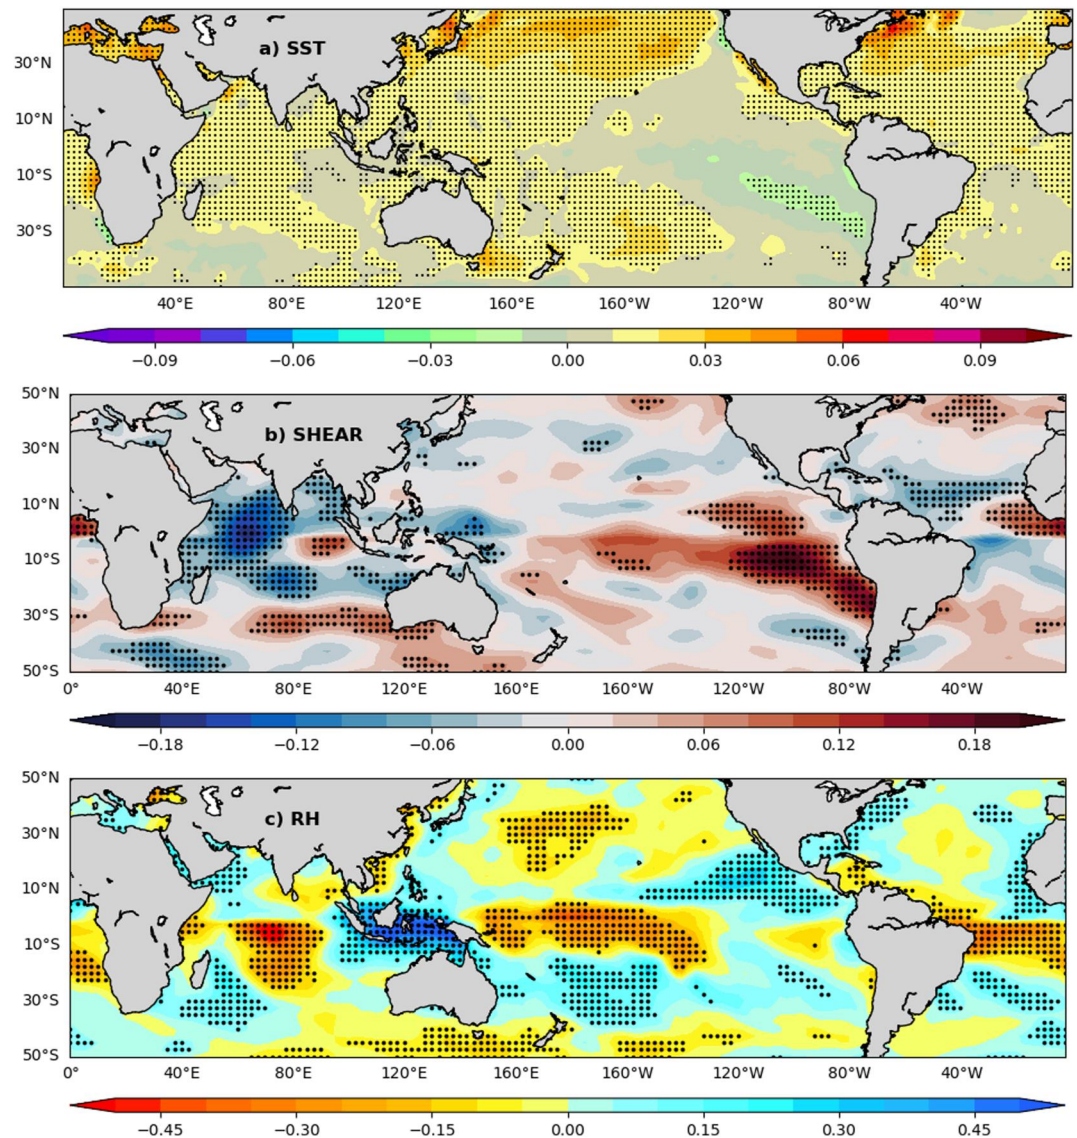 a) SST
30°N
10°N
10°S
30°S
40°E 80°E 120°E 160°E 160°W 120°W 80°W 40°W
−0.09 −0.06 −0.03 0.00 0.03 0.06 0.09
50°N
b) SHEAR
30°N
10°N
10°S
30°S
50°S
0° 40°E 80°E 120°E 160°E 160°W 120°W 80°W 40°W
−0.18 −0.12 −0.06 0.00 0.06 0.12 0.18
50°N
c) RH
30°N
10°N
10°S
30°S
50°S
0° 40°E 80°E 120°E 160°E 160°W 120°W 80°W 40°W
−0.45 −0.30 −0.15 0.00 0.15 0.30 0.45